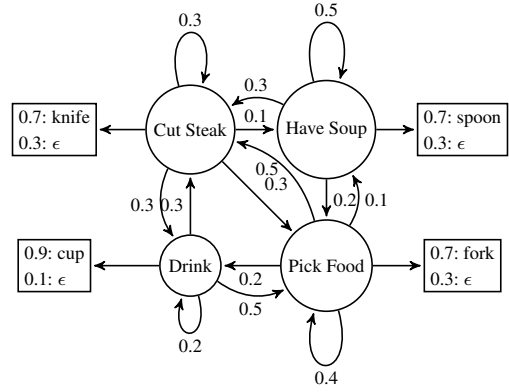 0.3
0.5
0.3
0.7: knife
0.3: ϵ
Cut Steak
0.1
Have Soup
0.7: spoon
0.3: ϵ
0.5
0.3
0.3
0.3
0.2
0.1
0.9: cup
0.1: ϵ
Drink
Pick Food
0.7: fork
0.3: ϵ
0.2
0.5
0.2
0.4